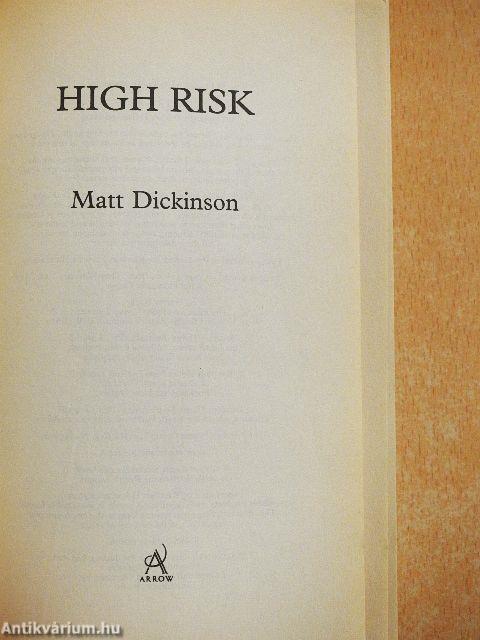 HIGH RISK
Matt Dickinson
ARROW
Antikvárium.hu